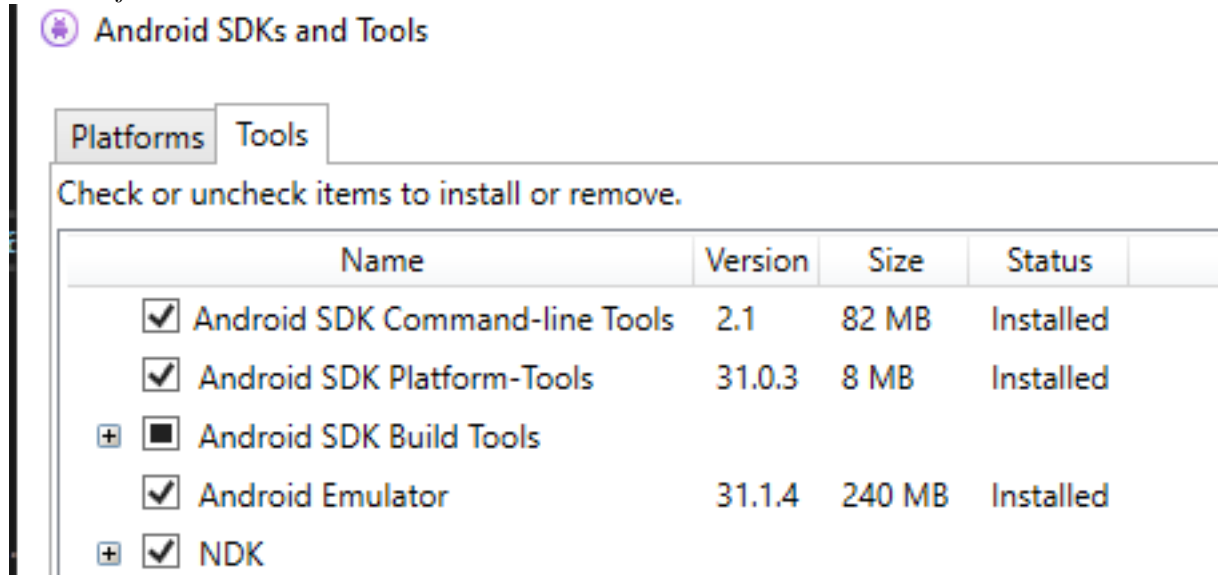 Android SDKs and Tools
Platforms Tools
Check or uncheck items to install or remove.
Name Version Size Status
Android SDK Command-line Tools 2.1 82 MB Installed
Android SDK Platform-Tools 31.0.3 8 MB Installed
Android SDK Build Tools
Android Emulator 31.1.4 240 MB Installed
NDK